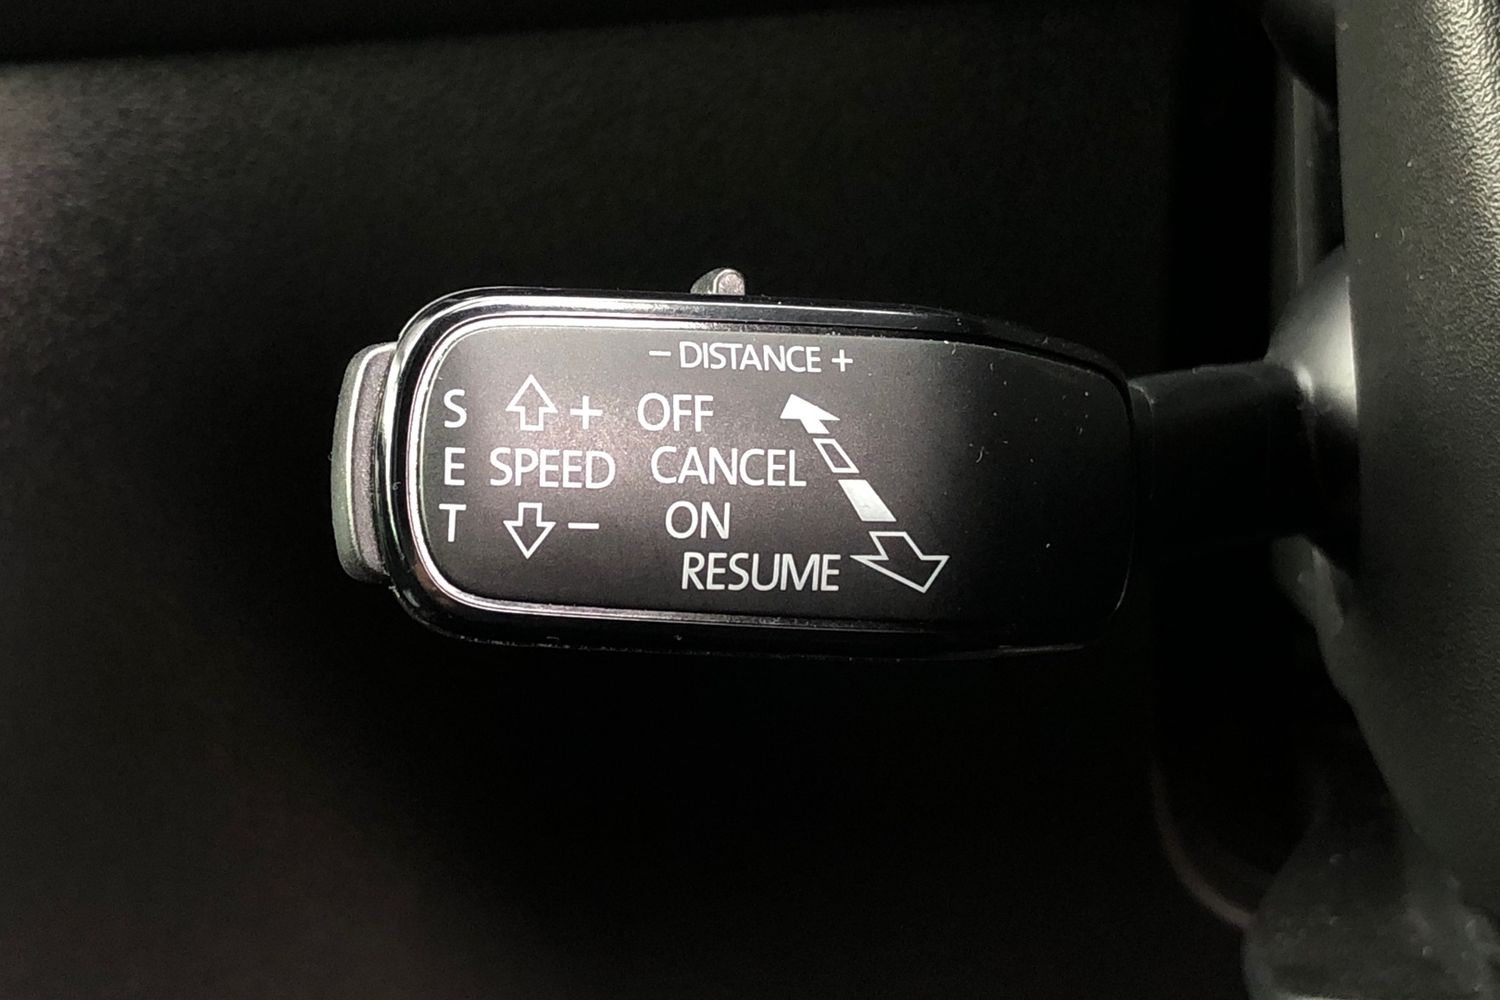 − DISTANCE +
S + OFF
E SPEED CANCEL
T − ON
RESUME